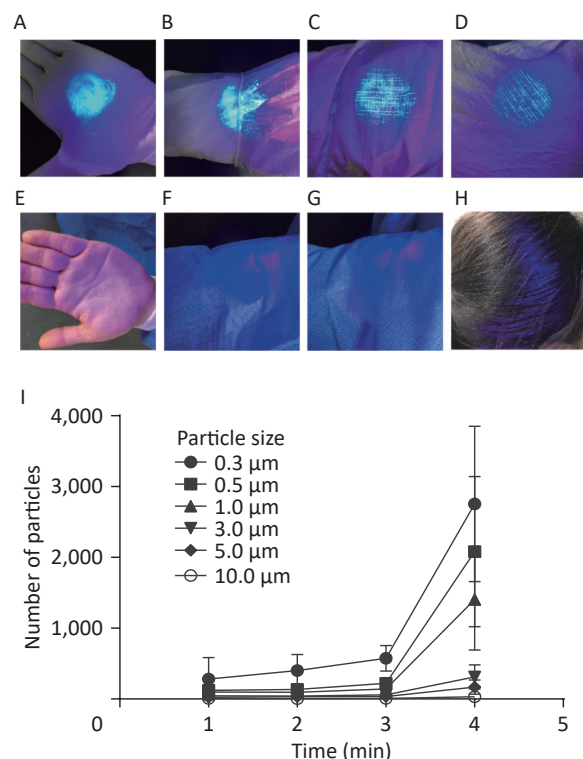 A B C D
E F G H
I
4,000
3,000
2,000
1,000
0 1 2 3 4 5
Number of particles
Particle size
0.3 µm
0.5 µm
1.0 µm
3.0 µm
5.0 µm
10.0 µm
Time (min)